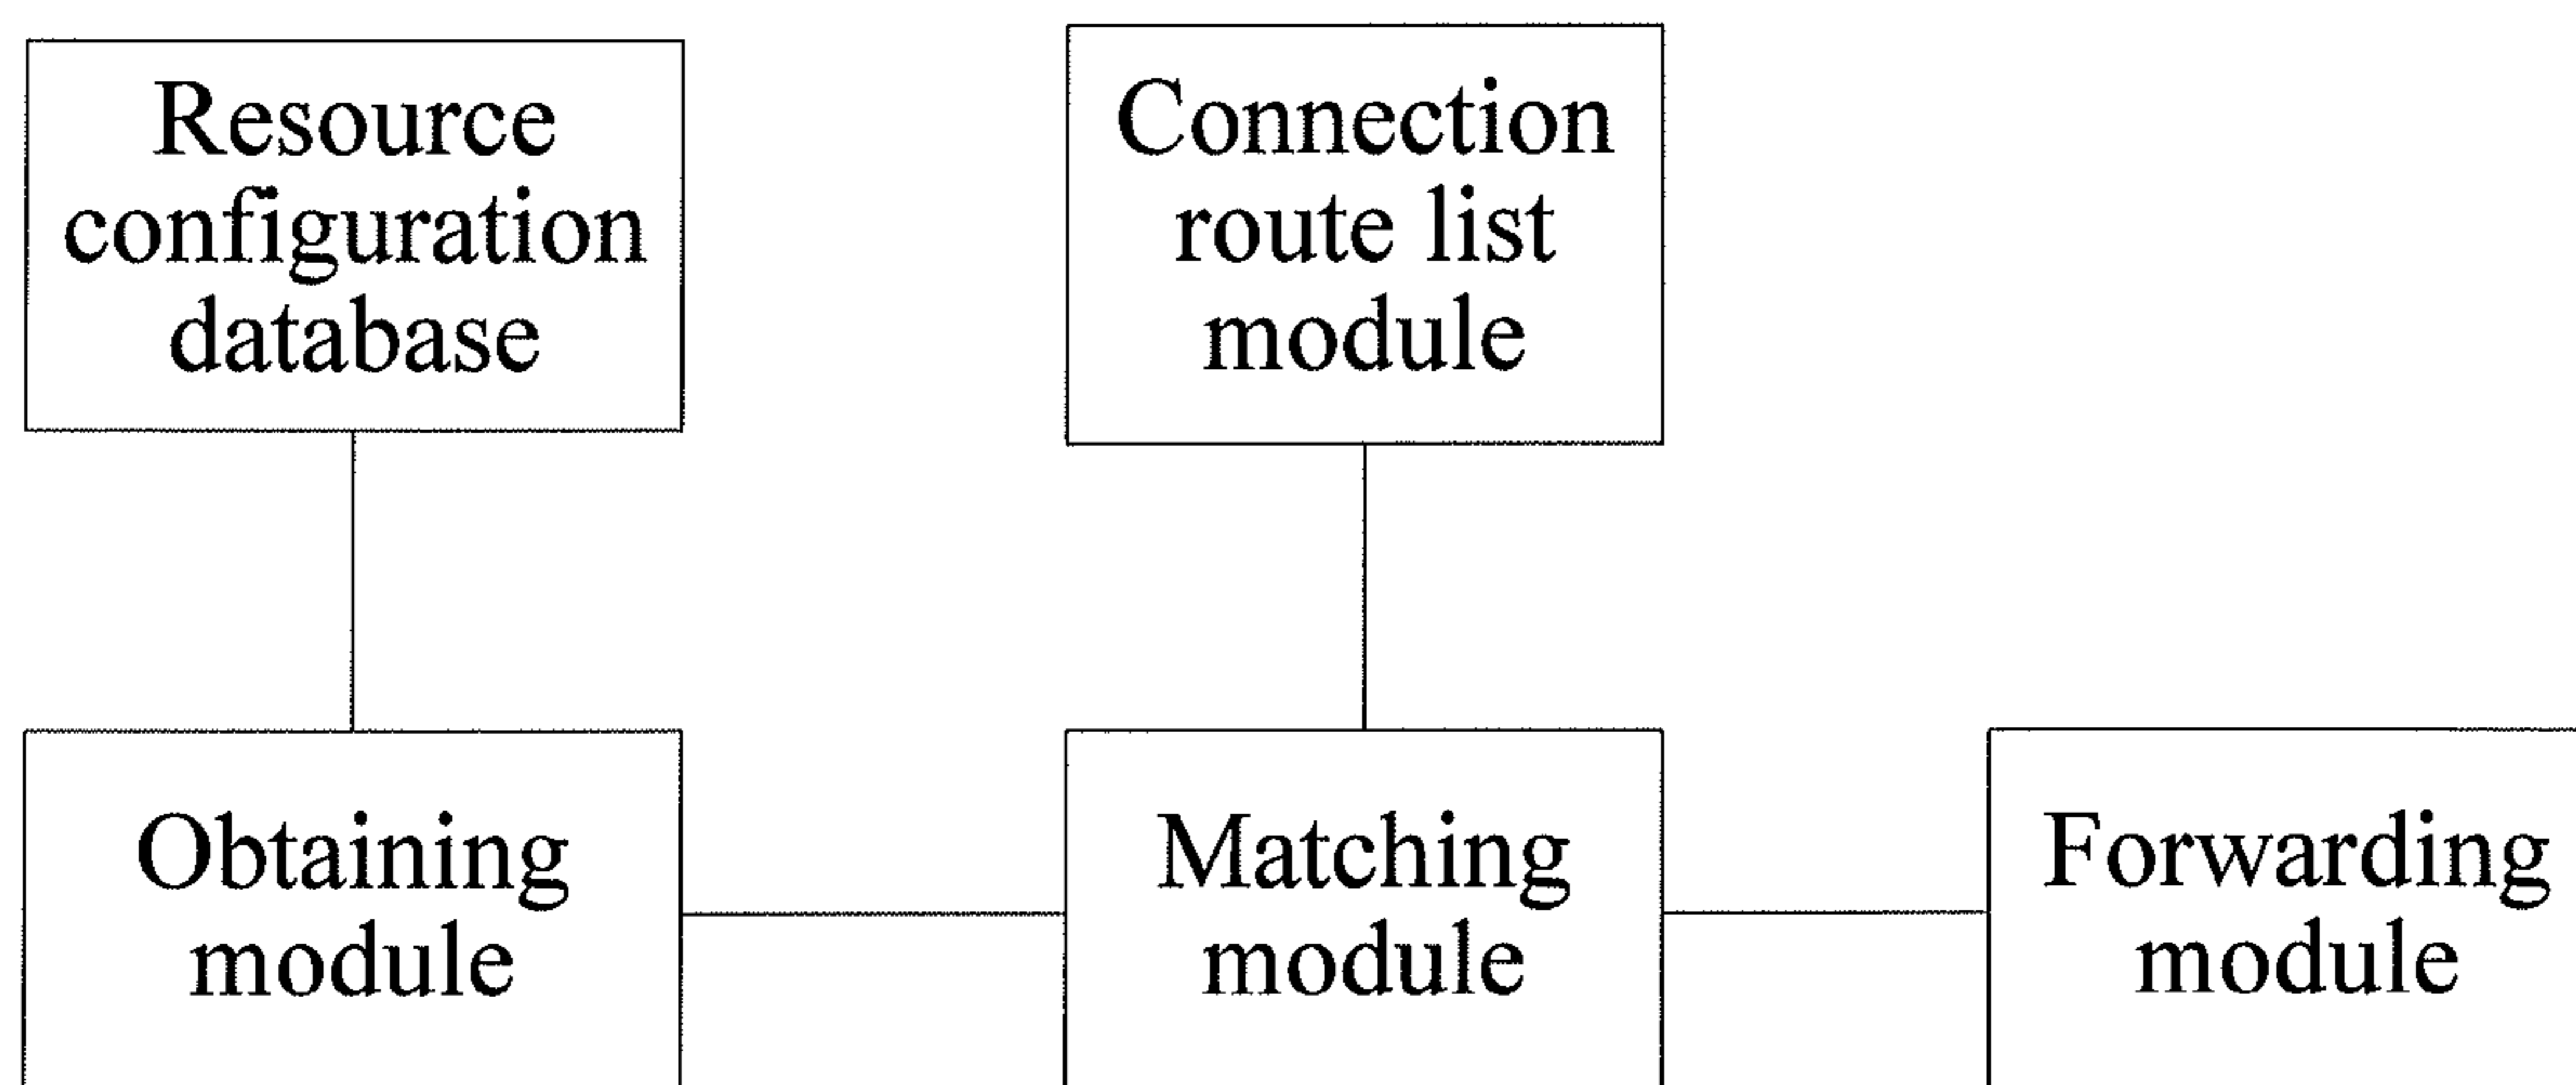 Resource
configuration
database
Connection
route list
module
Obtaining
module
Matching
module
Forwarding
module